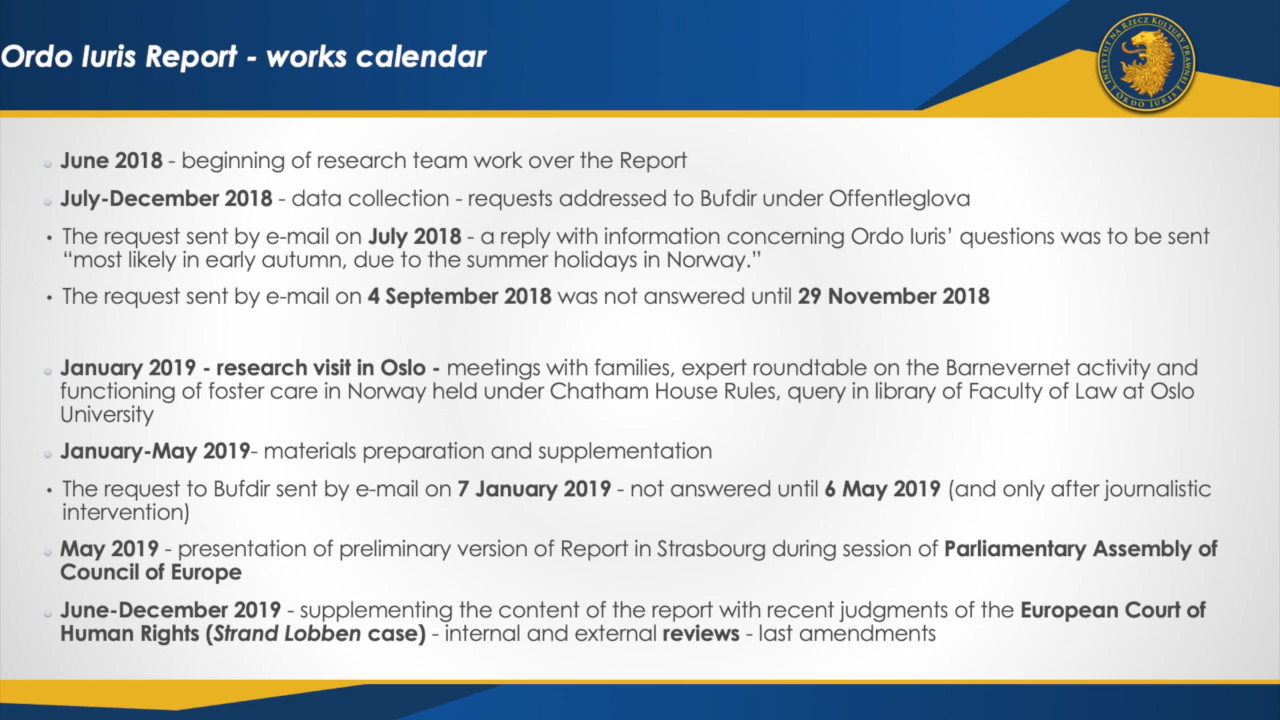 Ordo Iuris Report - works calendar
INSTYTUT NA RZECZ KULTURY PRAWNEJ
ORDO IURIS
June 2018 - beginning of research team work over the Report
July-December 2018 - data collection - requests addressed to Bufdir under Offentleglova
• The request sent by e-mail on July 2018 - a reply with information concerning Ordo Iuris’ questions was to be sent
“most likely in early autumn, due to the summer holidays in Norway.”
• The request sent by e-mail on 4 September 2018 was not answered until 29 November 2018
January 2019 - research visit in Oslo - meetings with families, expert roundtable on the Barnevernet activity and
functioning of foster care in Norway held under Chatham House Rules, query in library of Faculty of Law at Oslo
University
January-May 2019- materials preparation and supplementation
• The request to Bufdir sent by e-mail on 7 January 2019 - not answered until 6 May 2019 (and only after journalistic
intervention)
May 2019 - presentation of preliminary version of Report in Strasbourg during session of Parliamentary Assembly of
Council of Europe
June-December 2019 - supplementing the content of the report with recent judgments of the European Court of
Human Rights (Strand Lobben case) - internal and external reviews - last amendments